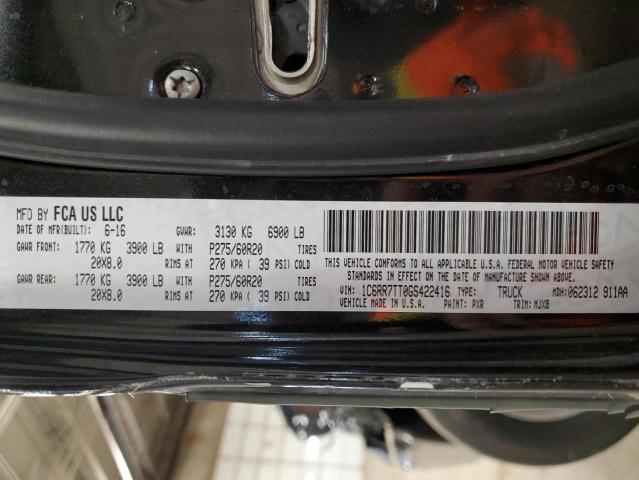 MFD BY FCA US LLC
DATE OF MFR(BUILT): 6-16 GVWR: 3130 KG 6900 LB
GAWR FRONT: 1770 KG 3900 LB WITH P275/60R20 TIRES
20X8.0 RIMS AT 270 KPA ( 39 PSI) COLD
GAWR REAR: 1770 KG 3900 LB WITH P275/60R20 TIRES
20X8.0 RIMS AT 270 KPA ( 39 PSI) COLD
THIS VEHICLE CONFORMS TO ALL APPLICABLE U.S.A. FEDERAL MOTOR VEHICLE SAFETY
STANDARDS IN EFFECT ON THE DATE OF MANUFACTURE SHOWN ABOVE.
VIN: 1C6RR7TT0GS422416 TYPE: TRUCK MDH: 062312 911AA
VEHICLE MADE IN U.S.A. PAINT: PXR TRIM: MJX8